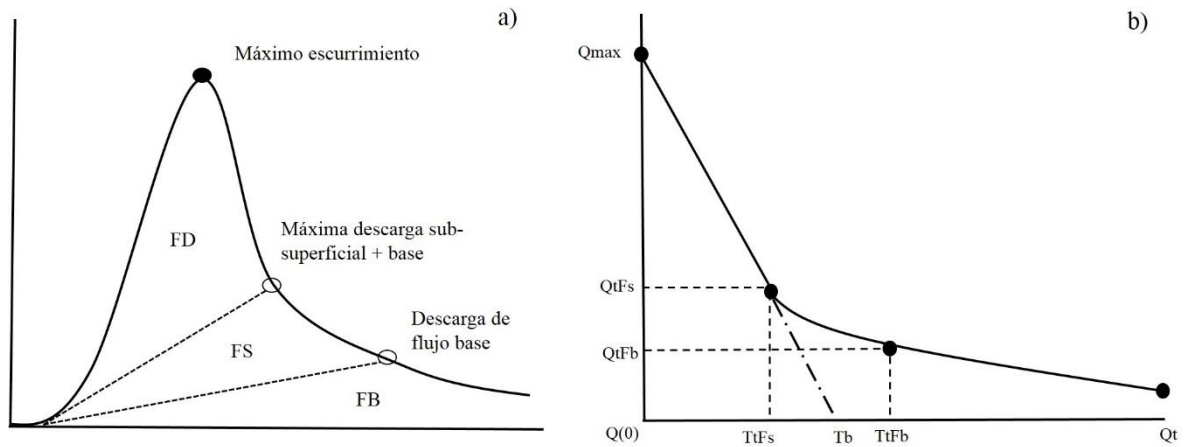 a)
Máximo escurrimiento
FD
Máxima descarga sub-
superficial + base
FS
Descarga de
flujo base
FB
b)
Qmax
QtFs
QtFb
Q(0)
TtFs
Tb
TtFb
Qt